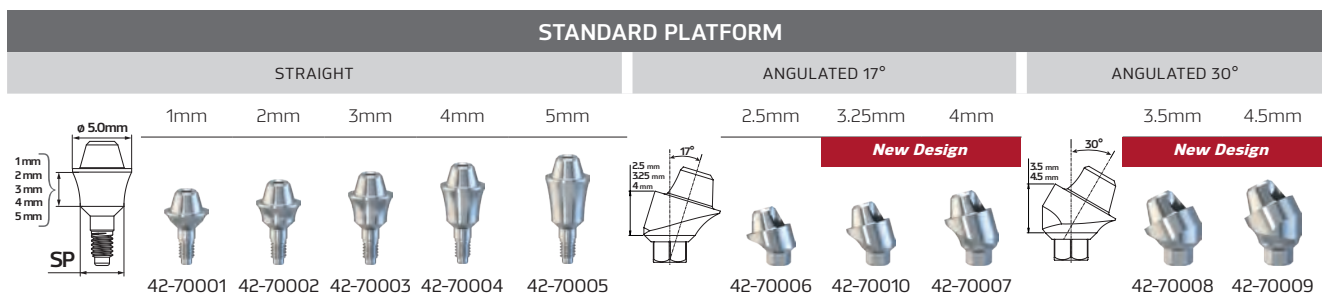 STANDARD PLATFORM
STRAIGHT
ANGULATED 17°
ANGULATED 30°
1mm 2mm 3mm 4mm 5mm
2.5mm 3.25mm 4mm
3.5mm 4.5mm
New Design
New Design
ø 5.0mm
1 mm
2 mm
3 mm
4 mm
5 mm
SP
17°
2.5 mm
3.25 mm
4 mm
30°
3.5 mm
4.5 mm
42-70001 42-70002 42-70003 42-70004 42-70005
42-70006 42-70010 42-70007
42-70008 42-70009